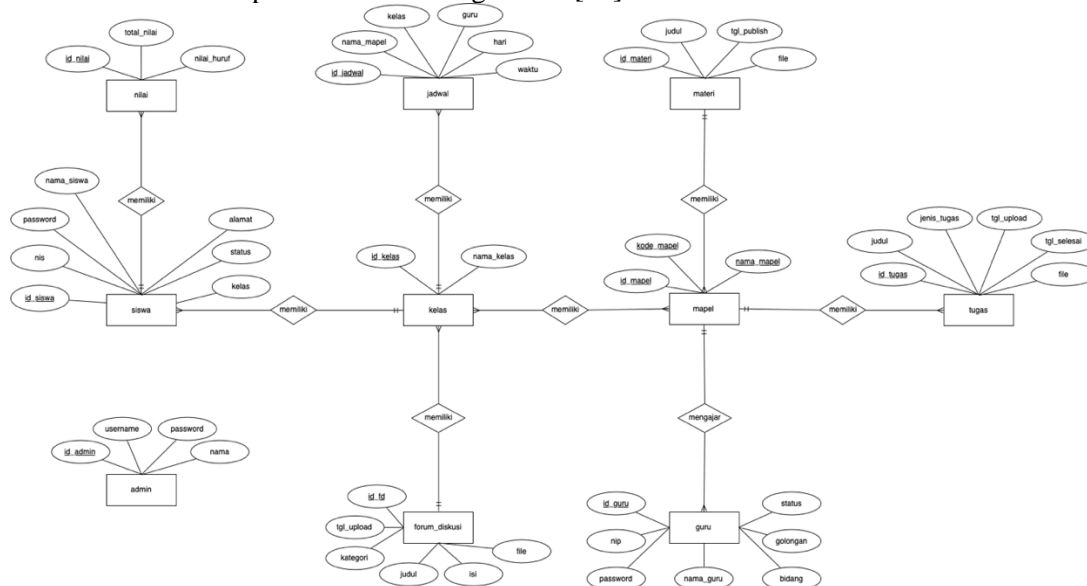 total_nilai
id_nilai
nilai_huruf
nilai
kelas
guru
nama_mapel
hari
id_jadwal
waktu
jadwal
judul
tgl_publish
id_materi
file
materi
memiliki
memiliki
memiliki
nama_siswa
password
nis
id_siswa
alamat
status
kelas
siswa
memiliki
id_kelas
nama_kelas
kelas
memiliki
kode_mapel
nama_mapel
id_mapel
mapel
memiliki
jenis_tugas
tgl_upload
judul
tgl_selesai
id_tugas
file
tugas
memiliki
mengajar
username
password
id_admin
nama
admin
id_fd
tgl_upload
kategori
judul
isi
file
forum_diskusi
id_guru
nip
password
nama_guru
bidang
golongan
status
guru